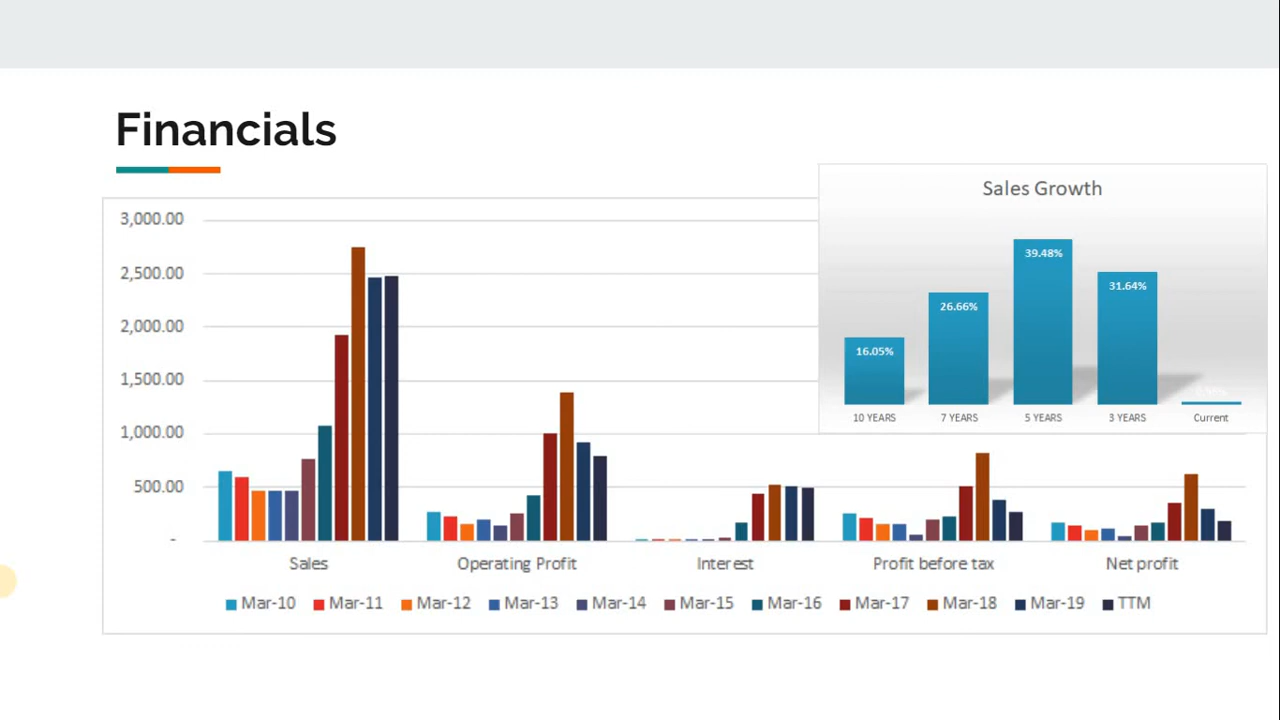 Financials
Sales Growth
3,000.00
2,500.00
2,000.00
1,500.00
1,000.00
500.00
-
39.48%
31.64%
26.66%
16.05%
10 YEARS 7 YEARS 5 YEARS 3 YEARS Current
Sales Operating Profit Interest Profit before tax Net profit
Mar-10 Mar-11 Mar-12 Mar-13 Mar-14 Mar-15 Mar-16 Mar-17 Mar-18 Mar-19 TTM